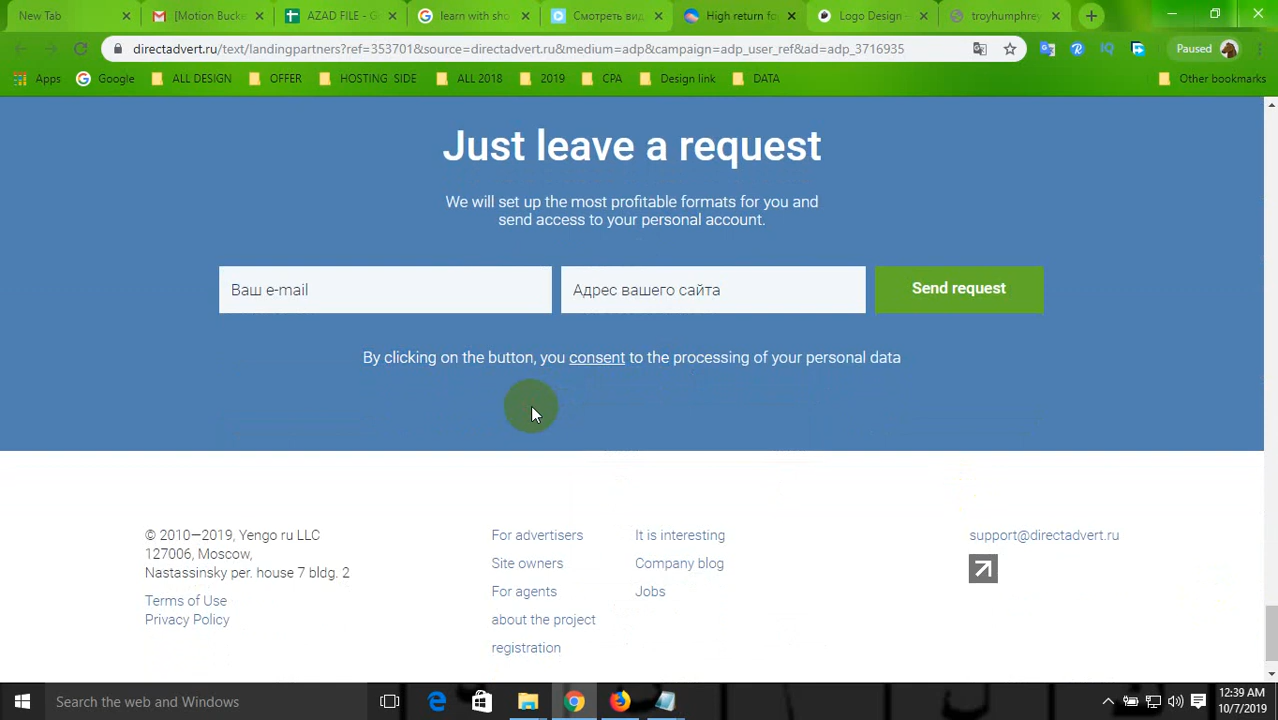 New Tab
[Motion Bucke
AZAD FILE - G
learn with sho
Смотреть вид
High return fo
Logo Design -
troyhumphrey
directadvert.ru/text/landingpartners?ref=353701&source=directadvert.ru&medium=adp&campaign=adp_user_ref&ad=adp_3716935
Paused
Apps
Google
ALL DESIGN
OFFER
HOSTING SIDE
ALL 2018
2019
CPA
Design link
DATA
Other bookmarks
Just leave a request
We will set up the most profitable formats for you and
send access to your personal account.
Ваш e-mail
Адрес вашего сайта
Send request
By clicking on the button, you consent to the processing of your personal data
© 2010—2019, Yengo ru LLC
127006, Moscow,
Nastassinsky per. house 7 bldg. 2
Terms of Use
Privacy Policy
For advertisers
Site owners
For agents
about the project
registration
It is interesting
Company blog
Jobs
support@directadvert.ru
Search the web and Windows
12:39 AM
10/7/2019